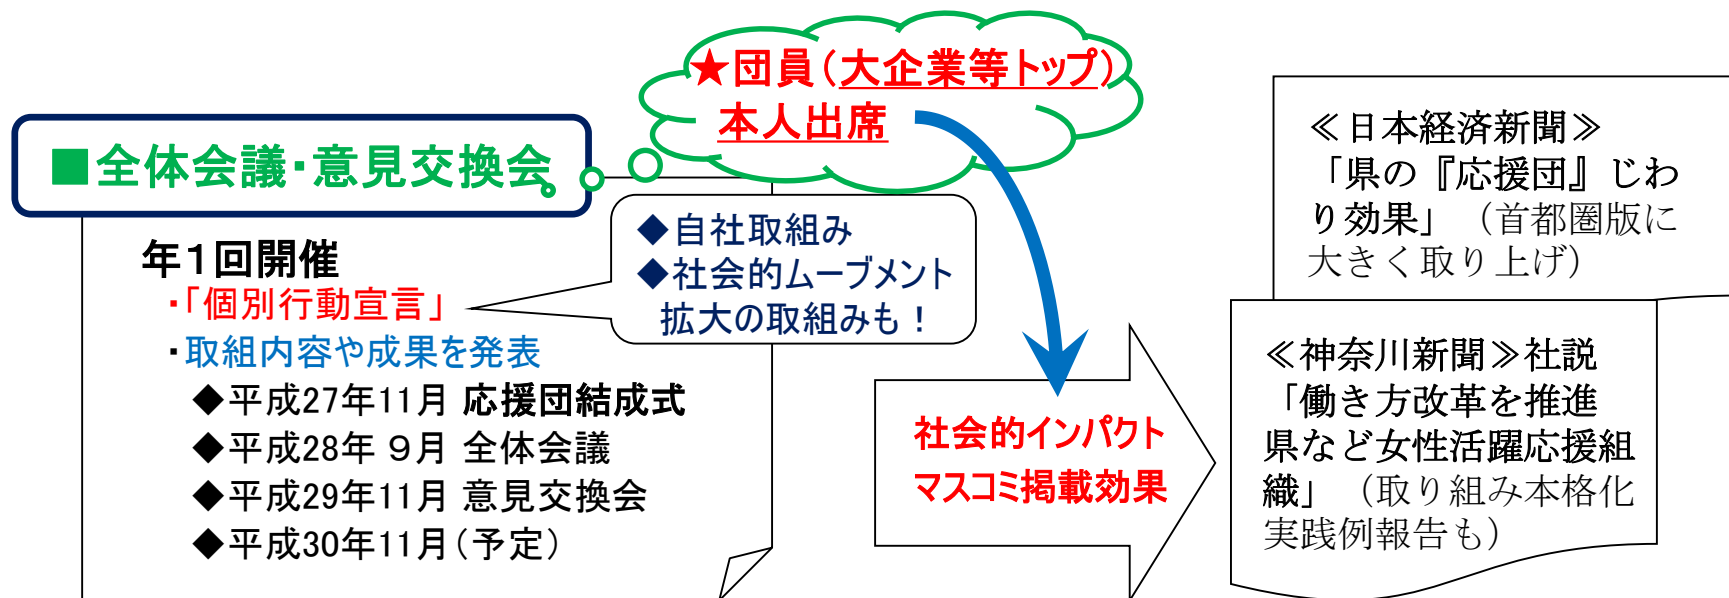 ★団員（大企業等トップ）
本人出席
■全体会議・意見交換会
年１回開催
・「個別行動宣言」
・取組内容や成果を発表
◆平成27年11月 応援団結成式
◆平成28年 ９月 全体会議
◆平成29年11月 意見交換会
◆平成30年11月（予定）
◆自社取組み
◆社会的ムーブメント
拡大の取組みも！
社会的インパクト
マスコミ掲載効果
≪日本経済新聞≫
「県の『応援団』じわ
り効果」（首都圏版に
大きく取り上げ）
≪神奈川新聞≫社説
「働き方改革を推進
県など女性活躍応援組
織」（取り組み本格化
実践例報告も）